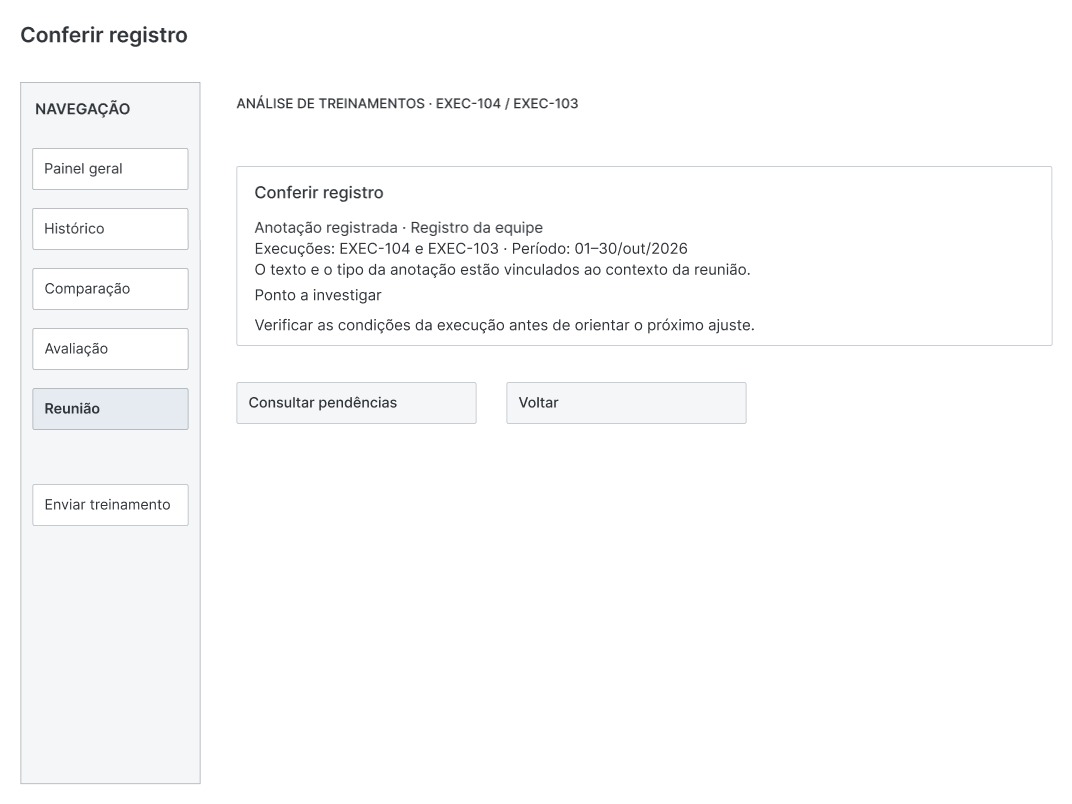 Conferir registro
NAVEGAÇÃO
Painel geral
Histórico
Comparação
Avaliação
Reunião
Enviar treinamento
ANÁLISE DE TREINAMENTOS · EXEC-104 / EXEC-103
Conferir registro
Anotação registrada · Registro da equipe
Execuções: EXEC-104 e EXEC-103 · Período: 01–30/out/2026
O texto e o tipo da anotação estão vinculados ao contexto da reunião.
Ponto a investigar
Verificar as condições da execução antes de orientar o próximo ajuste.
Consultar pendências
Voltar